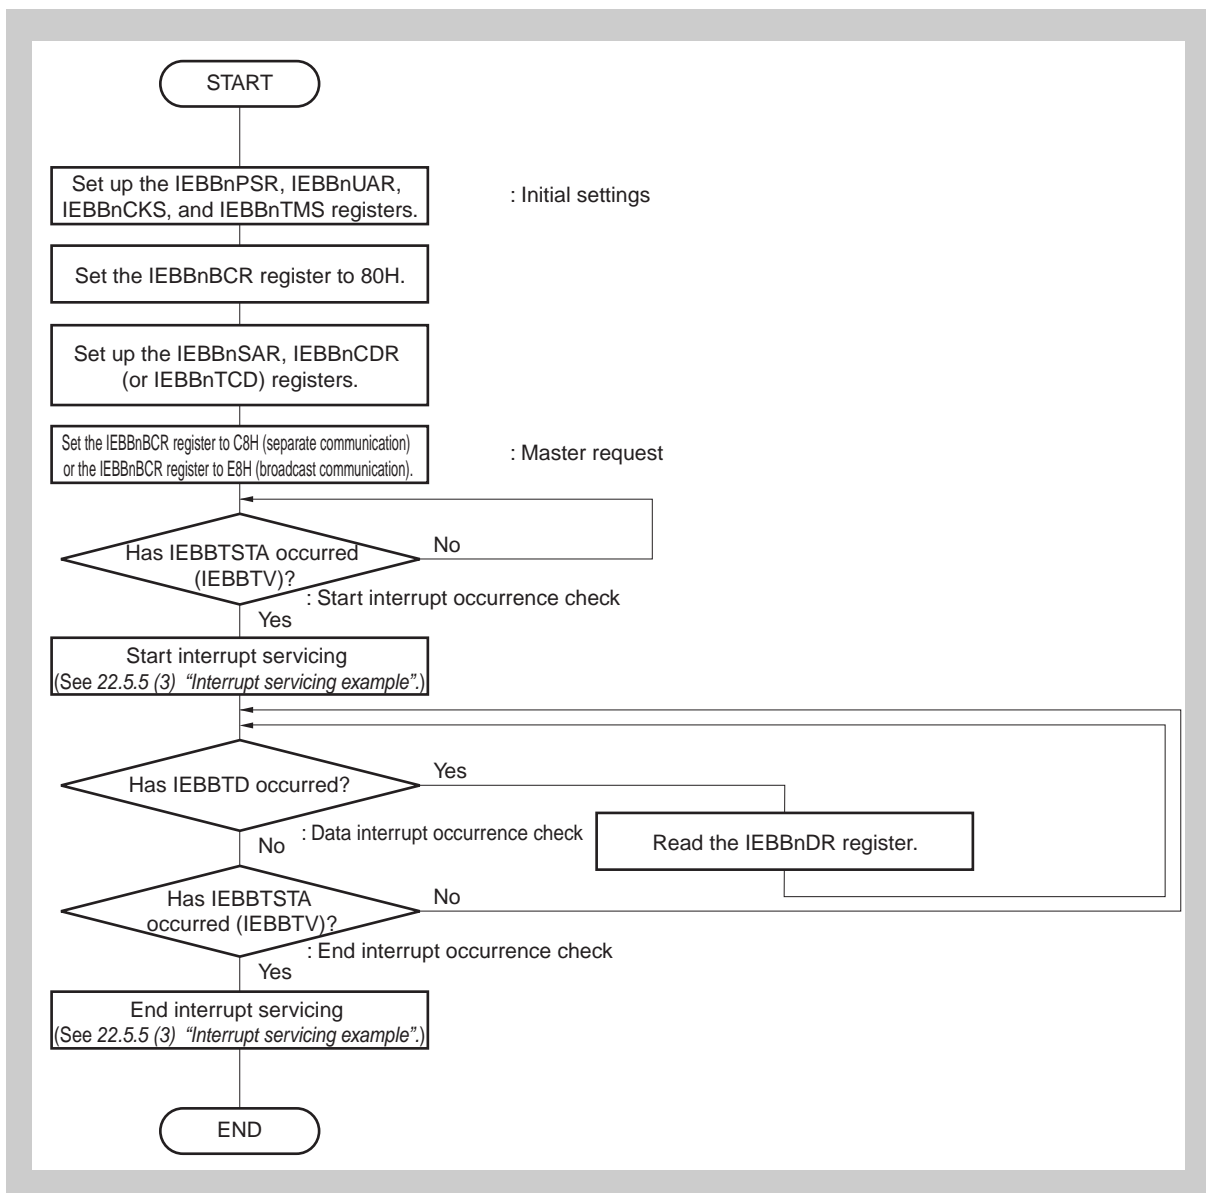 START
Set up the IEBBnPSR, IEBBnUAR,
IEBBnCKS, and IEBBnTMS registers.
: Initial settings
Set the IEBBnBCR register to 80H.
Set up the IEBBnSAR, IEBBnCDR
(or IEBBnTCD) registers.
Set the IEBBnBCR register to C8H (separate communication)
or the IEBBnBCR register to E8H (broadcast communication).
: Master request
Has IEBBTSTA occurred
(IEBBTV)?
No
: Start interrupt occurrence check
Yes
Start interrupt servicing
(See 22.5.5 (3) “Interrupt servicing example”.)
Has IEBBTD occurred?
Yes
: Data interrupt occurrence check
No
Read the IEBBnDR register.
Has IEBBTSTA
occurred (IEBBTV)?
No
: End interrupt occurrence check
Yes
End interrupt servicing
(See 22.5.5 (3) “Interrupt servicing example”.)
END